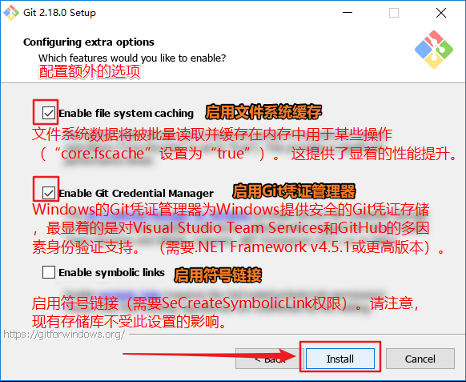 Git 2.18.0 Setup
Configuring extra options
Which features would you like to enable?
配置额外的选项
Enable file system caching 启用文件系统缓存
文件系统数据将被批量读取并缓存在内存中用于某些操作
（“core.fscache”设置为“true”）。 这提供了显着的性能提升。
Enable Git Credential Manager 启用Git凭证管理器
Windows的Git凭证管理器为Windows提供安全的Git凭证存储
，最显着的是对Visual Studio Team Services和GitHub的多因
素身份验证支持。 （需要.NET Framework v4.5.1或更高版本）。
Enable symbolic links 启用符号链接
启用符号链接（需要SeCreateSymbolicLink权限）。请注意，
现有存储库不受此设置的影响。
https://gitforwindows.org/
< Back Install Cancel